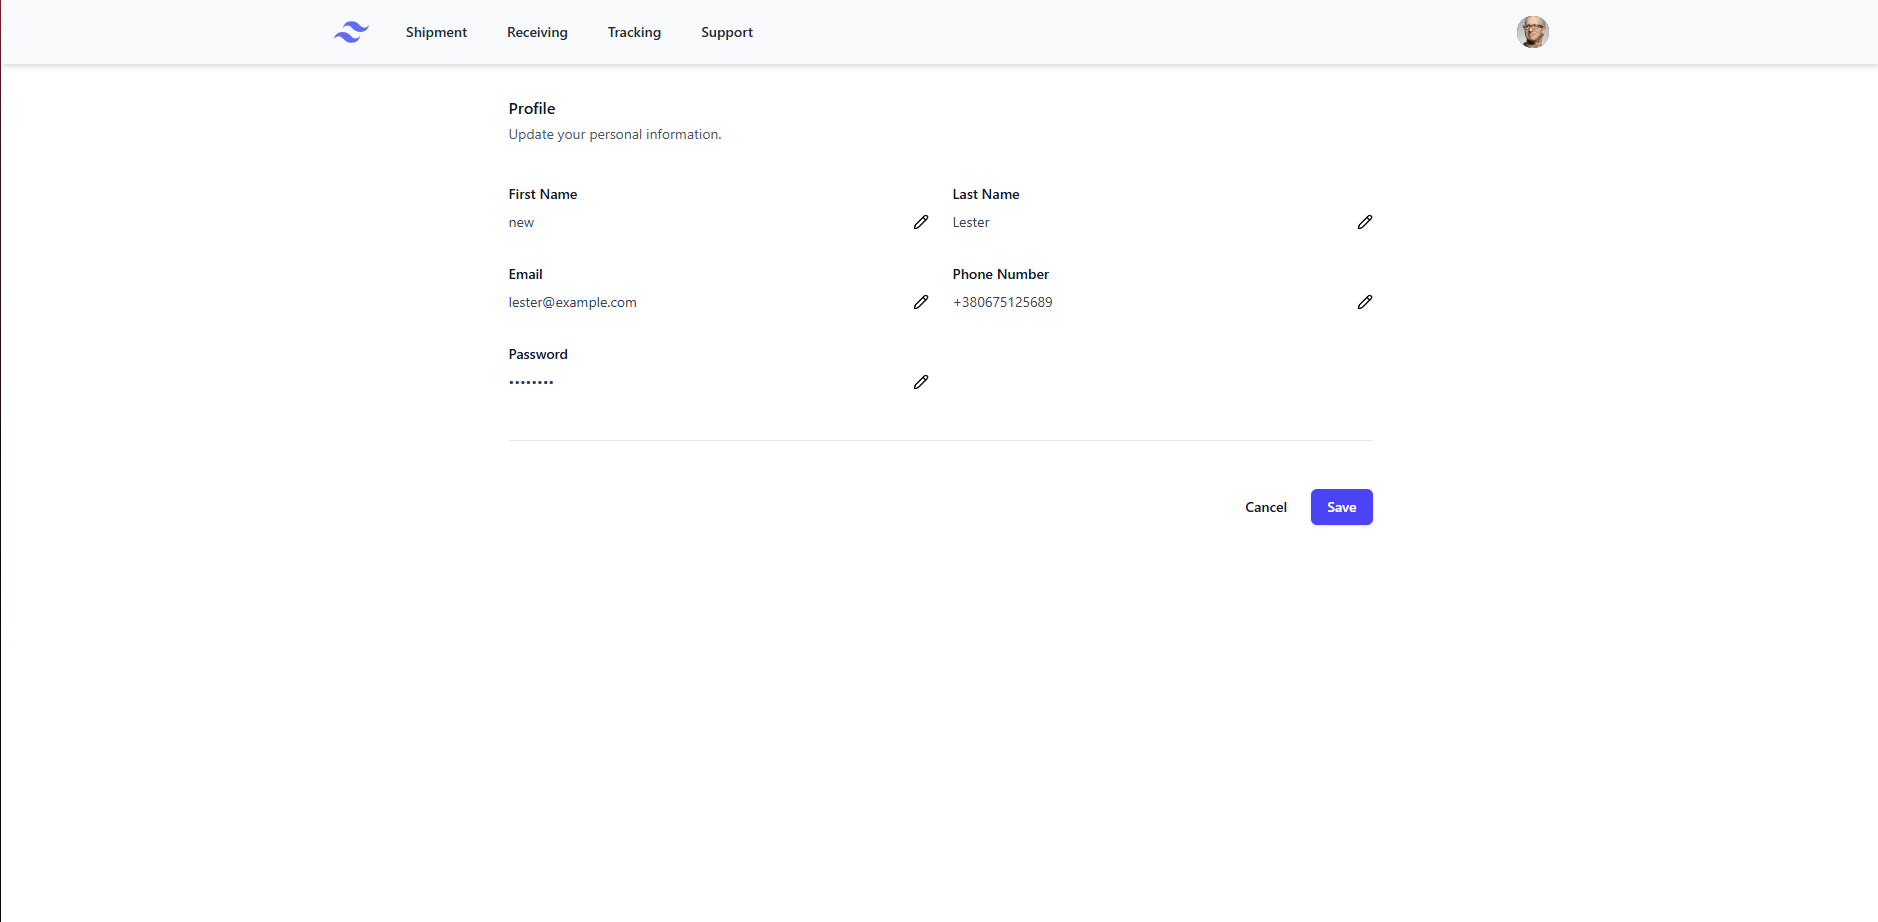 Shipment Receiving Tracking Support
Profile
Update your personal information.
First Name
new
Last Name
Lester
Email
lester@example.com
Phone Number
+380675125689
Password
••••••••
Cancel Save